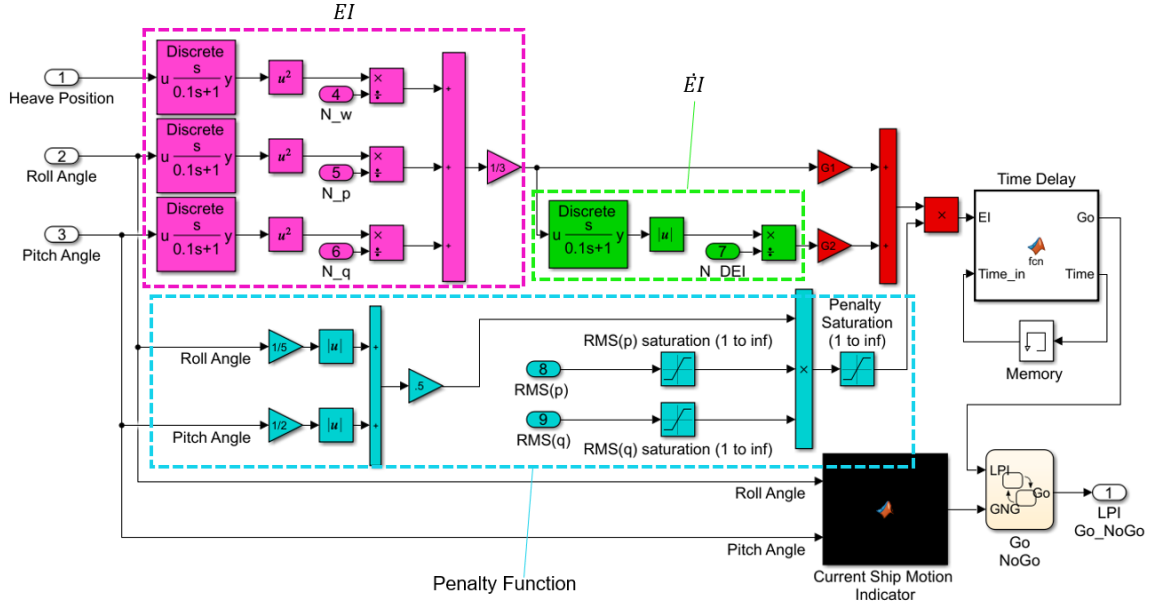 EI
Discrete
s
u y
0.1s+1
u²
×
÷
1
Heave Position
4
N_w
+
ĖI
Discrete
s
u y
0.1s+1
u²
×
÷
2
Roll Angle
5
N_p
+
1/3
G1
+
Time Delay
EI
Go
fcn
Time_in
Time
×
Discrete
s
u y
0.1s+1
u²
×
÷
3
Pitch Angle
6
N_q
+
Discrete
s
u y
0.1s+1
|u|
×
÷
7
N_DEI
G2
+
Memory
Roll Angle
1/5
|u|
+
.5
RMS(p) saturation (1 to inf)
8
RMS(p)
×
Penalty
Saturation
(1 to inf)
Pitch Angle
1/2
|u|
+
9
RMS(q)
RMS(q) saturation (1 to inf)
Roll Angle
Pitch Angle
Current Ship Motion
Indicator
LPI
Go
GNG
Go
NoGo
1
LPI
Go_NoGo
Penalty Function